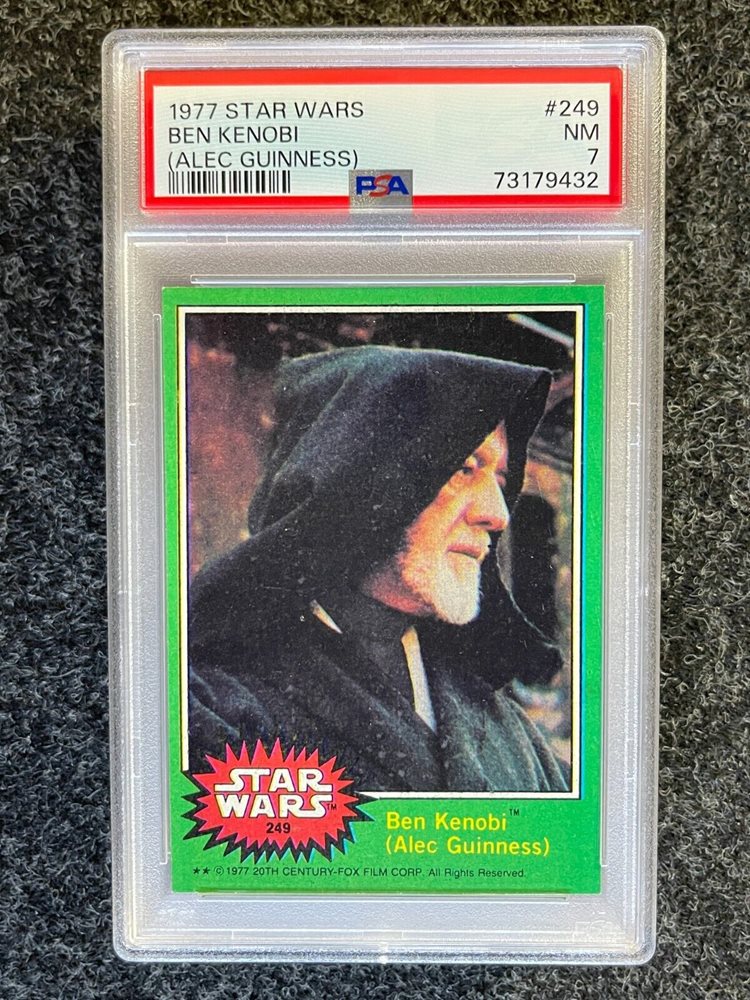 1977 STAR WARS #249
BEN KENOBI NM
(ALEC GUINNESS) 7
PSA 73179432
STAR
WARS™
249
Ben Kenobi™
(Alec Guinness)
★★ ©1977 20TH CENTURY-FOX FILM CORP. All Rights Reserved.